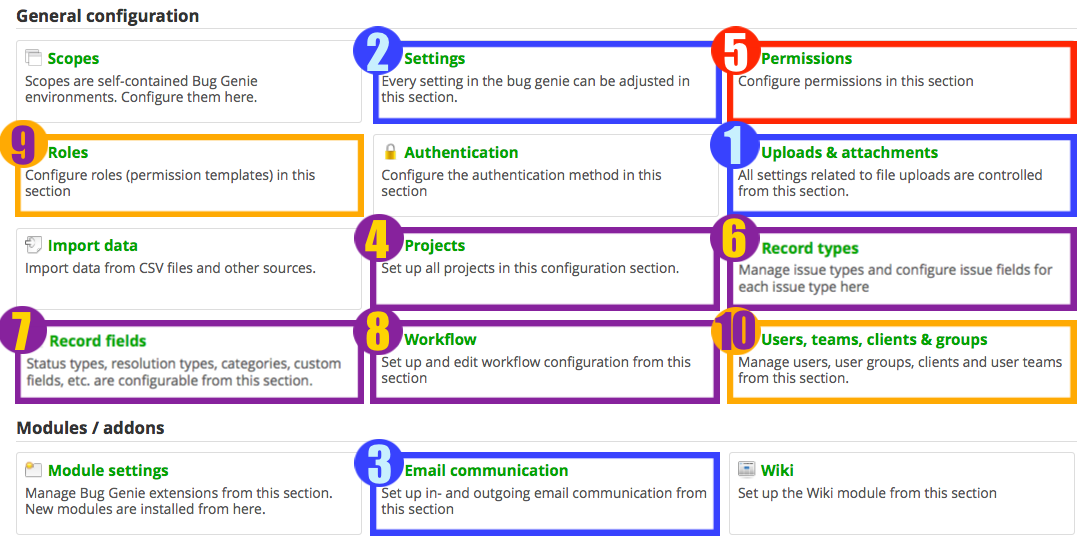 General configuration
2
5
Scopes
Settings
Permissions
Scopes are self-contained Bug Genie
environments. Configure them here.
Every setting in the bug genie can be adjusted in
this section.
Configure permissions in this section
9
1
Roles
Authentication
Uploads & attachments
Configure roles (permission templates) in this
section
Configure the authentication method in this
section
All settings related to file uploads are controlled
from this section.
4
6
Import data
Projects
Record types
Import data from CSV files and other sources.
Set up all projects in this configuration section.
Manage issue types and configure issue fields for
each issue type here
7
8
10
Record fields
Workflow
Users, teams, clients & groups
Status types, resolution types, categories, custom
fields, etc. are configurable from this section.
Set up and edit workflow configuration from this
section
Manage users, user groups, clients and user teams
from this section.
Modules / addons
3
Module settings
Email communication
Wiki
Manage Bug Genie extensions from this section.
New modules are installed from here.
Set up in- and outgoing email communication from
this section
Set up the Wiki module from this section